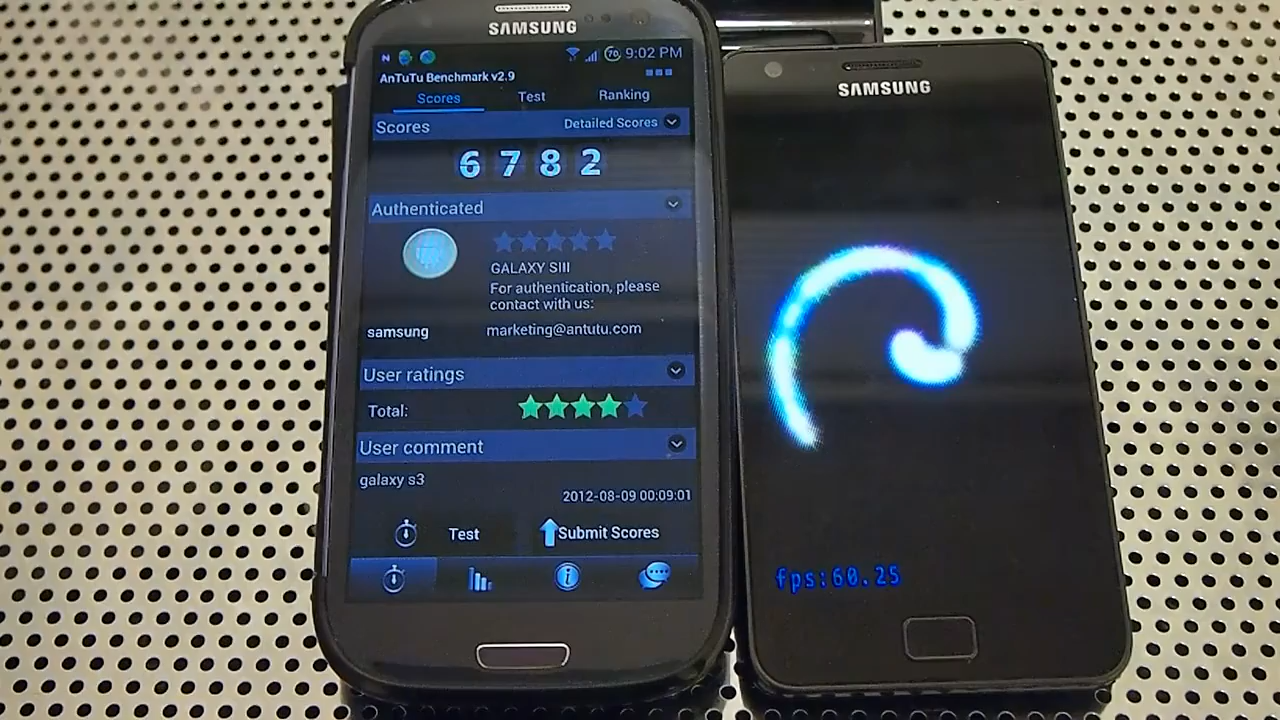 SAMSUNG
N
70 9:02 PM
AnTuTu Benchmark v2.9
Scores Test Ranking
Scores Detailed Scores
6782
Authenticated
GALAXY SIII
For authentication, please
contact with us:
samsung marketing@antutu.com
User ratings
Total:
User comment
galaxy s3
2012-08-09 00:09:01
Test Submit Scores
i
SAMSUNG
fps:60.25